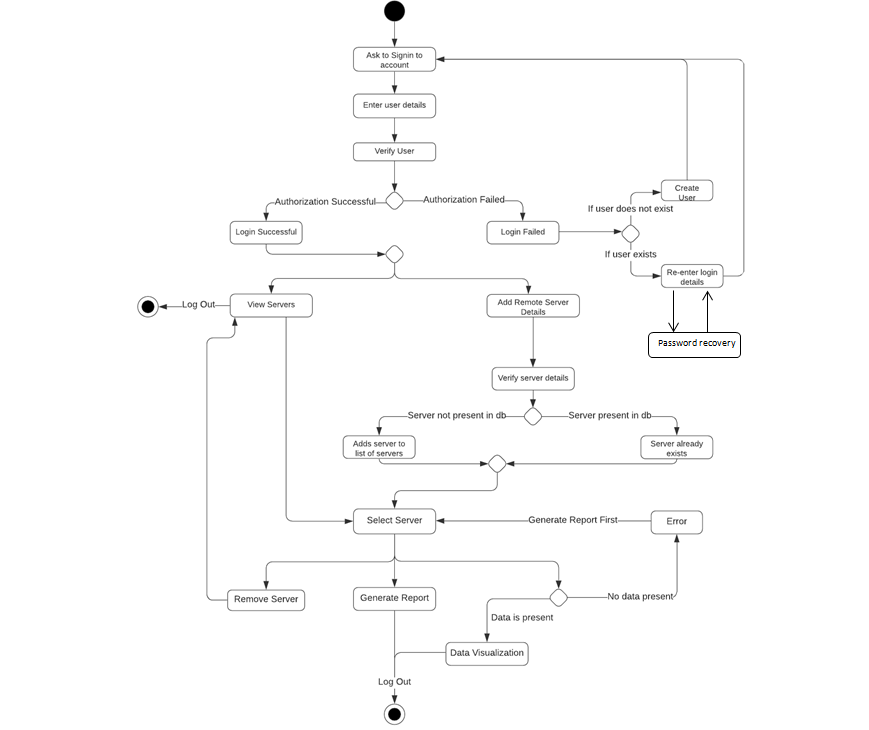 Ask to Signin to
account
Enter user details
Verify User
Authorization Successful
Authorization Failed
Create
User
If user does not exist
Login Successful
Login Failed
If user exists
Re-enter login
details
Log Out
View Servers
Add Remote Server
Details
Password recovery
Verify server details
Server not present in db
Server present in db
Adds server to
list of servers
Server already
exists
Select Server
Generate Report First
Error
Remove Server
Generate Report
No data present
Data is present
Data Visualization
Log Out